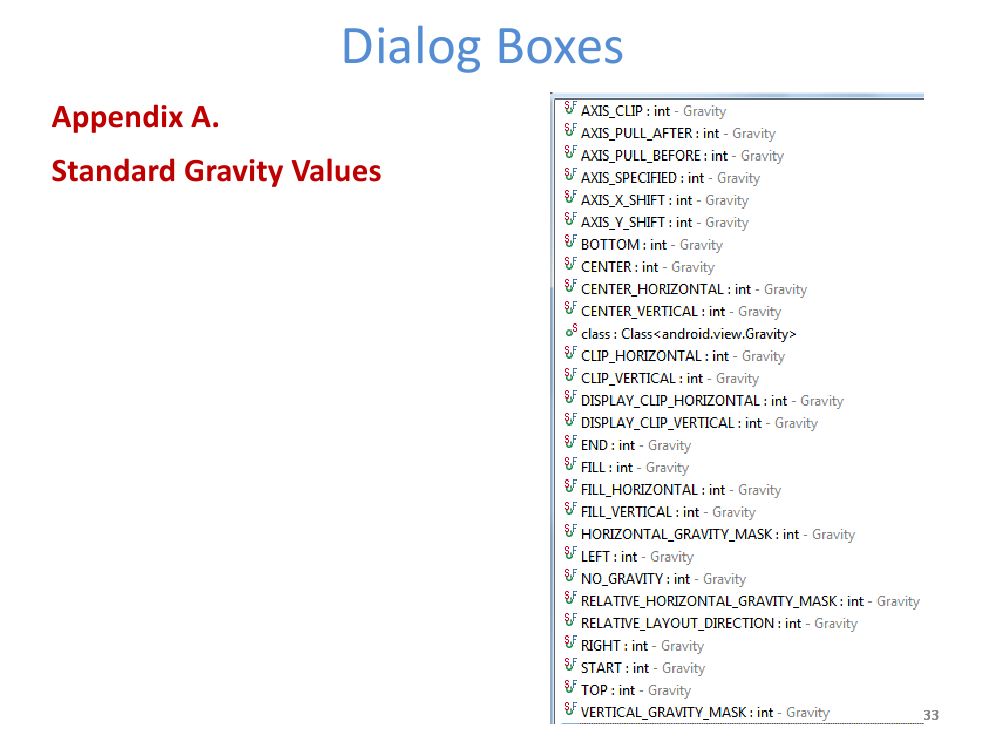 Dialog Boxes
Appendix A.
Standard Gravity Values
AXIS_CLIP : int - Gravity
AXIS_PULL_AFTER : int - Gravity
AXIS_PULL_BEFORE : int - Gravity
AXIS_SPECIFIED : int - Gravity
AXIS_X_SHIFT : int - Gravity
AXIS_Y_SHIFT : int - Gravity
BOTTOM : int - Gravity
CENTER : int - Gravity
CENTER_HORIZONTAL : int - Gravity
CENTER_VERTICAL : int - Gravity
class : Class<android.view.Gravity>
CLIP_HORIZONTAL : int - Gravity
CLIP_VERTICAL : int - Gravity
DISPLAY_CLIP_HORIZONTAL : int - Gravity
DISPLAY_CLIP_VERTICAL : int - Gravity
END : int - Gravity
FILL : int - Gravity
FILL_HORIZONTAL : int - Gravity
FILL_VERTICAL : int - Gravity
HORIZONTAL_GRAVITY_MASK : int - Gravity
LEFT : int - Gravity
NO_GRAVITY : int - Gravity
RELATIVE_HORIZONTAL_GRAVITY_MASK : int - Gravity
RELATIVE_LAYOUT_DIRECTION : int - Gravity
RIGHT : int - Gravity
START : int - Gravity
TOP : int - Gravity
VERTICAL_GRAVITY_MASK : int - Gravity
33